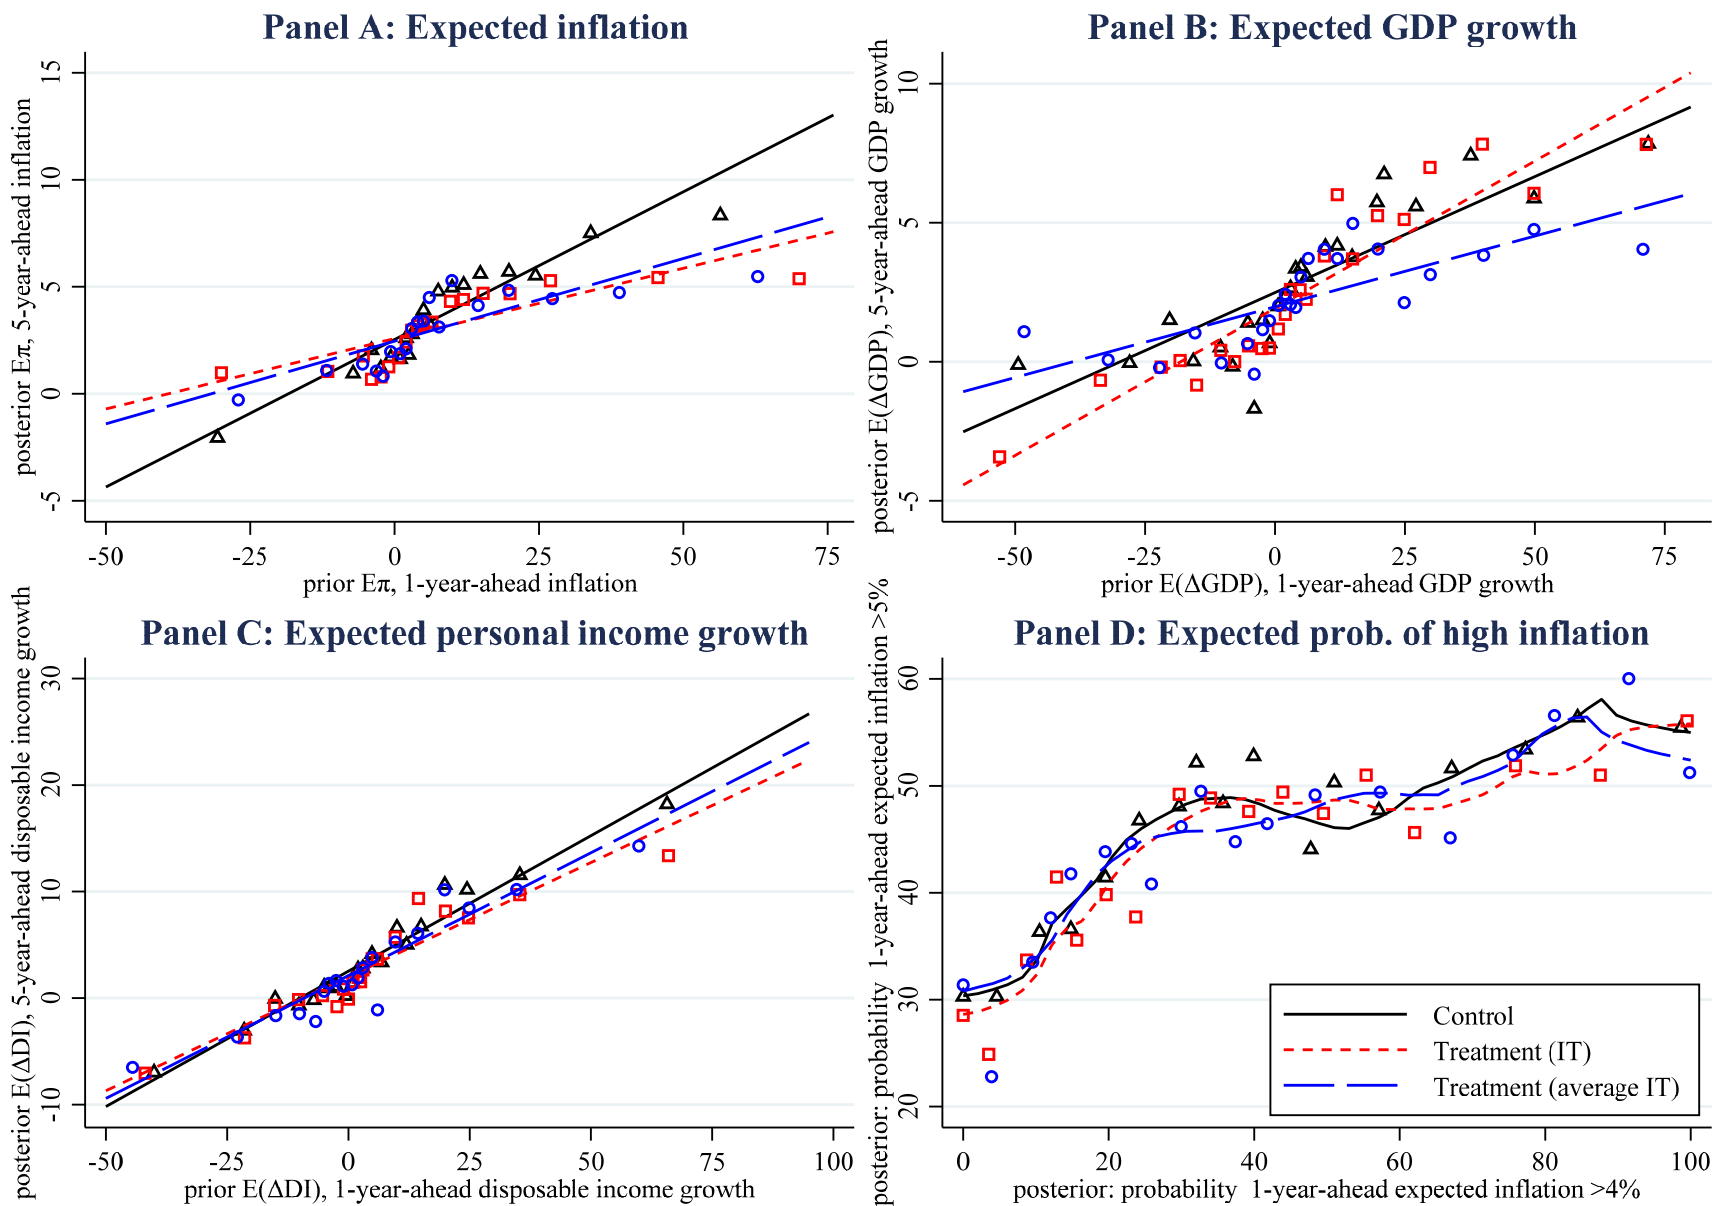 Panel A: Expected inflation
posterior Eπ, 5-year-ahead inflation
15
10
5
0
-5
-50
-25
0
25
50
75
prior Eπ, 1-year-ahead inflation
Panel B: Expected GDP growth
posterior E(ΔGDP), 5-year-ahead GDP growth
10
5
0
-5
-50
-25
0
25
50
75
prior E(ΔGDP), 1-year-ahead GDP growth
Panel C: Expected personal income growth
posterior E(ΔDI), 5-year-ahead disposable income growth
30
20
10
0
-10
-50
-25
0
25
50
75
100
prior E(ΔDI), 1-year-ahead disposable income growth
Panel D: Expected prob. of high inflation
posterior: probability 1-year-ahead expected inflation >5%
60
50
40
30
20
0
20
40
60
80
100
posterior: probability 1-year-ahead expected inflation >4%
Control
Treatment (IT)
Treatment (average IT)